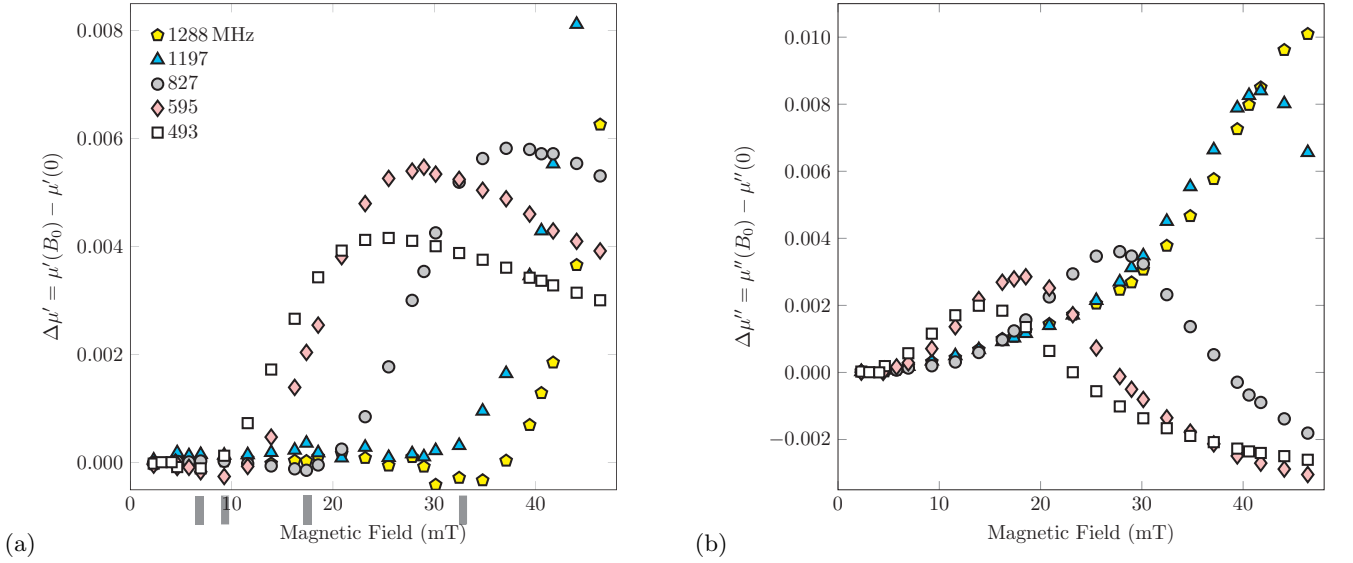 0.008
0.006
0.004
0.002
0.000
Δμ′ = μ′(B₀) − μ′(0)
1288 MHz
1197
827
595
493
0 10 20 30 40
Magnetic Field (mT)
(a)
0.010
0.008
0.006
0.004
0.002
0.000
−0.002
Δμ″ = μ″(B₀) − μ″(0)
0 10 20 30 40
Magnetic Field (mT)
(b)